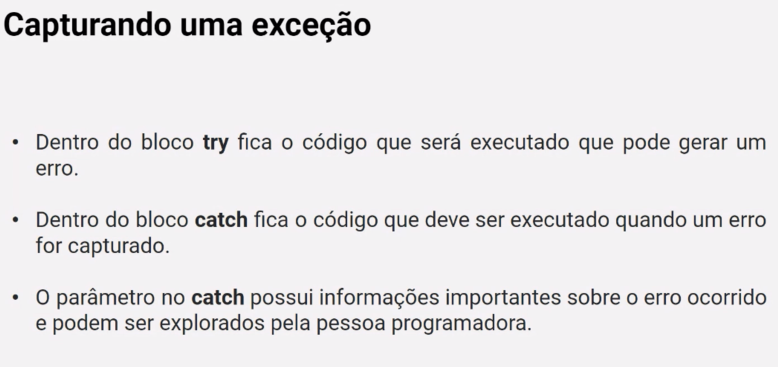 Capturando uma exceção
• Dentro do bloco try fica o código que será executado que pode gerar um
erro.
• Dentro do bloco catch fica o código que deve ser executado quando um erro
for capturado.
• O parâmetro no catch possui informações importantes sobre o erro ocorrido
e podem ser explorados pela pessoa programadora.